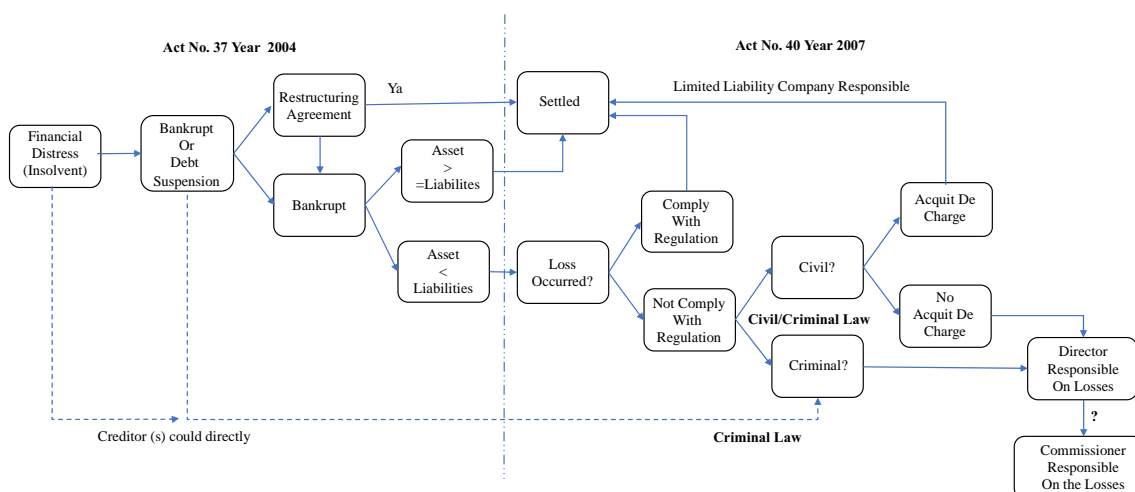 Act No. 37 Year 2004
Act No. 40 Year 2007
Financial
Distress
(Insolvent)
Bankrupt
Or
Debt
Suspension
Restructuring
Agreement
Ya
Bankrupt
Asset
>
=Liabilites
Asset
<
Liabilities
Settled
Limited Liability Company Responsible
Loss
Occurred?
Comply
With
Regulation
Not Comply
With
Regulation
Civil?
Civil/Criminal Law
Criminal?
Acquit De
Charge
No
Acquit De
Charge
Director
Responsible
On Losses
?
Commissioner
Responsible
On the Losses
Creditor (s) could directly
Criminal Law